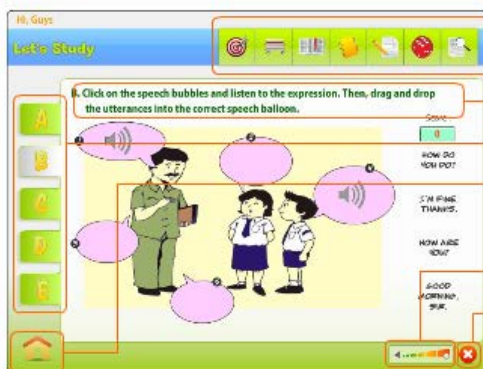 Hi, Guys
Let's Study
B. Click on the speech bubbles and listen to the expression. Then, drag and drop
the utterances into the correct speech balloon.
Score
0
A
B
C
D
E
HOW DO
YOU DO?
I'M FINE,
THANKS.
HOW ARE
YOU?
GOOD
MORNING,
SIR.